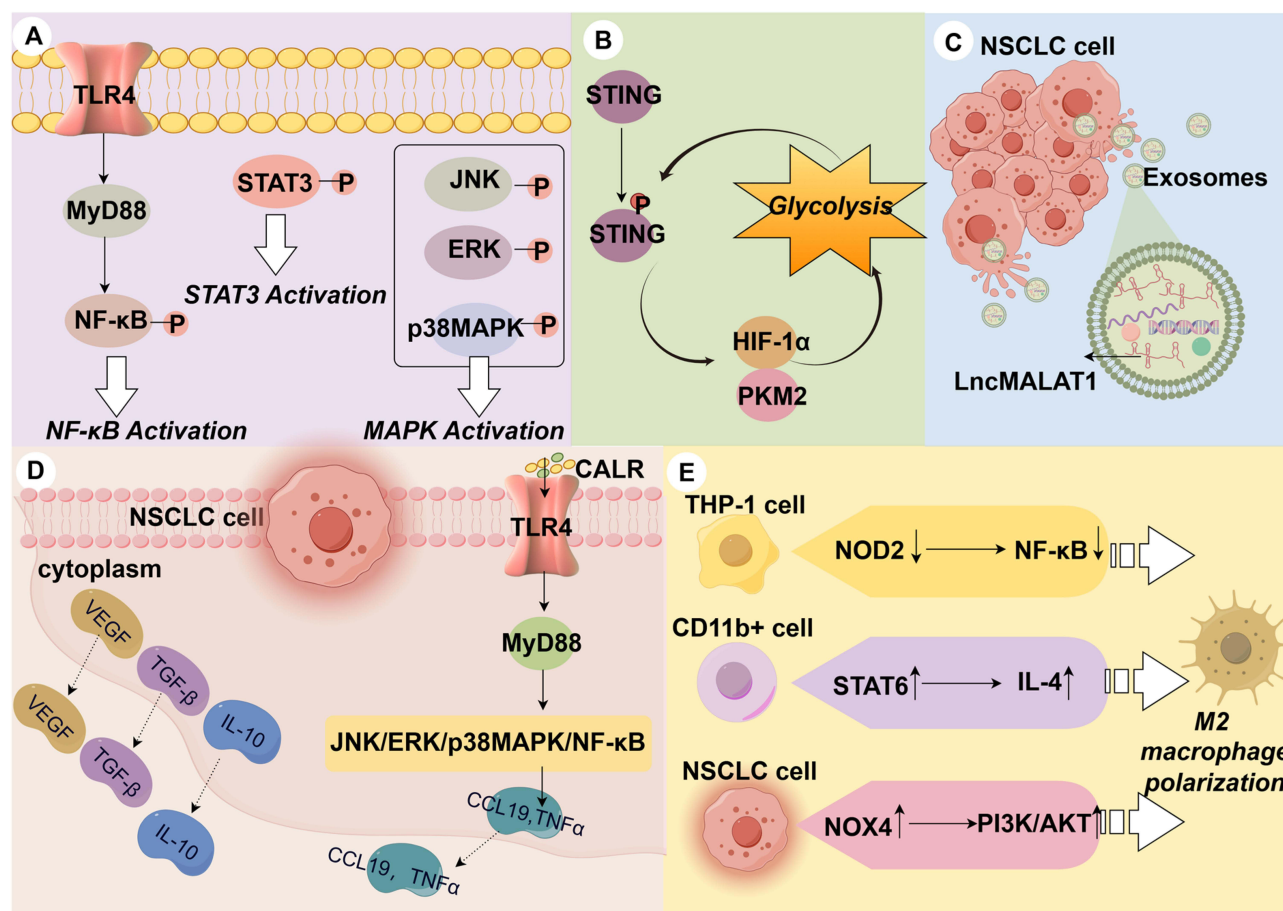 A
TLR4
MyD88
NF-κB
P
NF-κB Activation
STAT3
P
STAT3 Activation
JNK
P
ERK
P
p38MAPK
P
MAPK Activation
B
STING
P
STING
Glycolysis
HIF-1α
PKM2
C
NSCLC cell
Exosomes
LncMALAT1
D
NSCLC cell
CALR
TLR4
cytoplasm
VEGF
TGF-β
IL-10
VEGF
TGF-β
IL-10
MyD88
JNK/ERK/p38MAPK/NF-κB
CCL19,TNFα
CCL19, TNFα
E
THP-1 cell
NOD2
NF-κB
CD11b+ cell
STAT6
IL-4
NSCLC cell
NOX4
PI3K/AKT
M2
macrophage
polarization